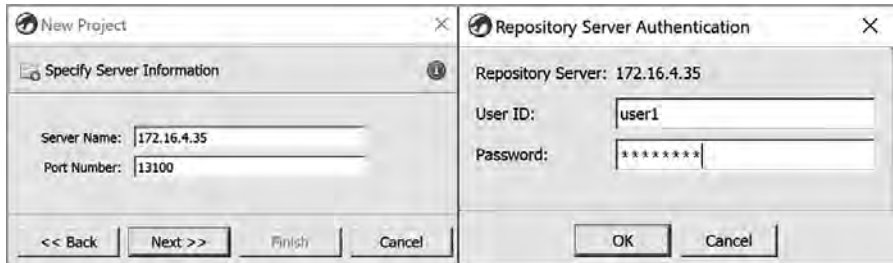 New Project
Specify Server Information
Server Name: 172.16.4.35
Port Number: 13100
<< Back
Next >>
Finish
Cancel
Repository Server Authentication
Repository Server: 172.16.4.35
User ID: user1
Password: ********
OK
Cancel